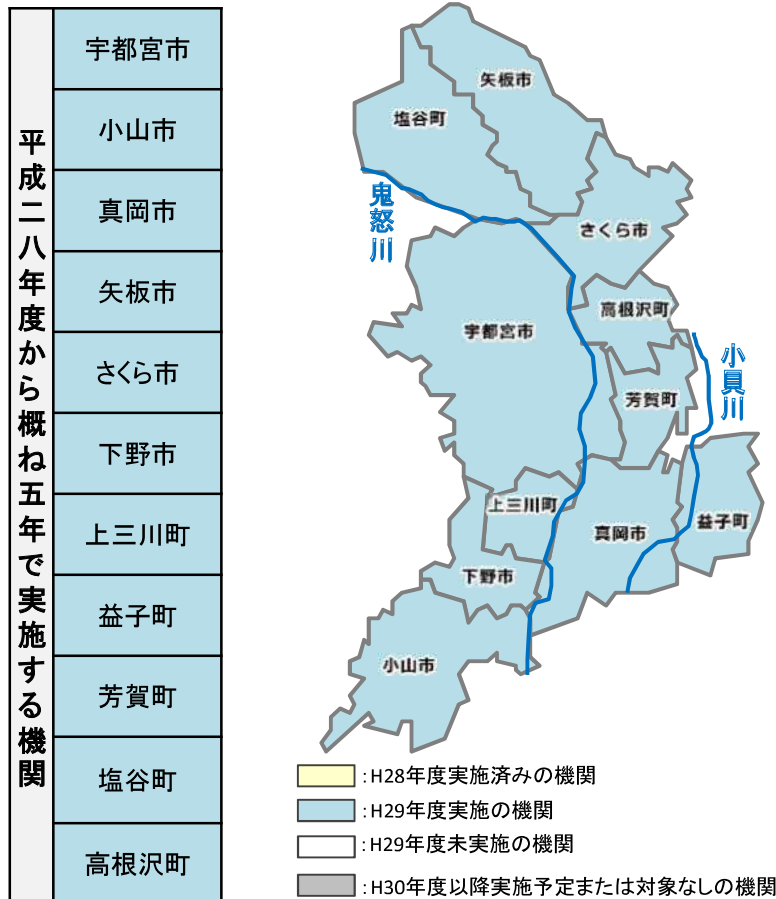 平成二八年度から概ね五年で実施する機関
宇都宮市
小山市
真岡市
矢板市
さくら市
下野市
上三川町
益子町
芳賀町
塩谷町
高根沢町
矢板市
塩谷町
鬼怒川
さくら市
高根沢町
宇都宮市
小貝川
芳賀町
上三川町
真岡市
益子町
下野市
小山市
:H28年度実施済みの機関
:H29年度実施の機関
:H29年度未実施の機関
:H30年度以降実施予定または対象なしの機関